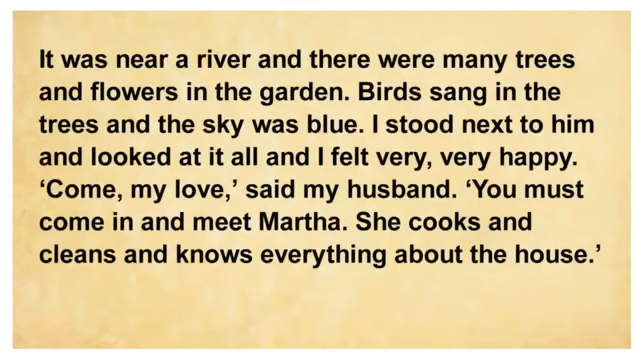 It was near a river and there were many trees
and flowers in the garden. Birds sang in the
trees and the sky was blue. I stood next to him
and looked at it all and I felt very, very happy.
‘Come, my love,’ said my husband. ‘You must
come in and meet Martha. She cooks and
cleans and knows everything about the house.’